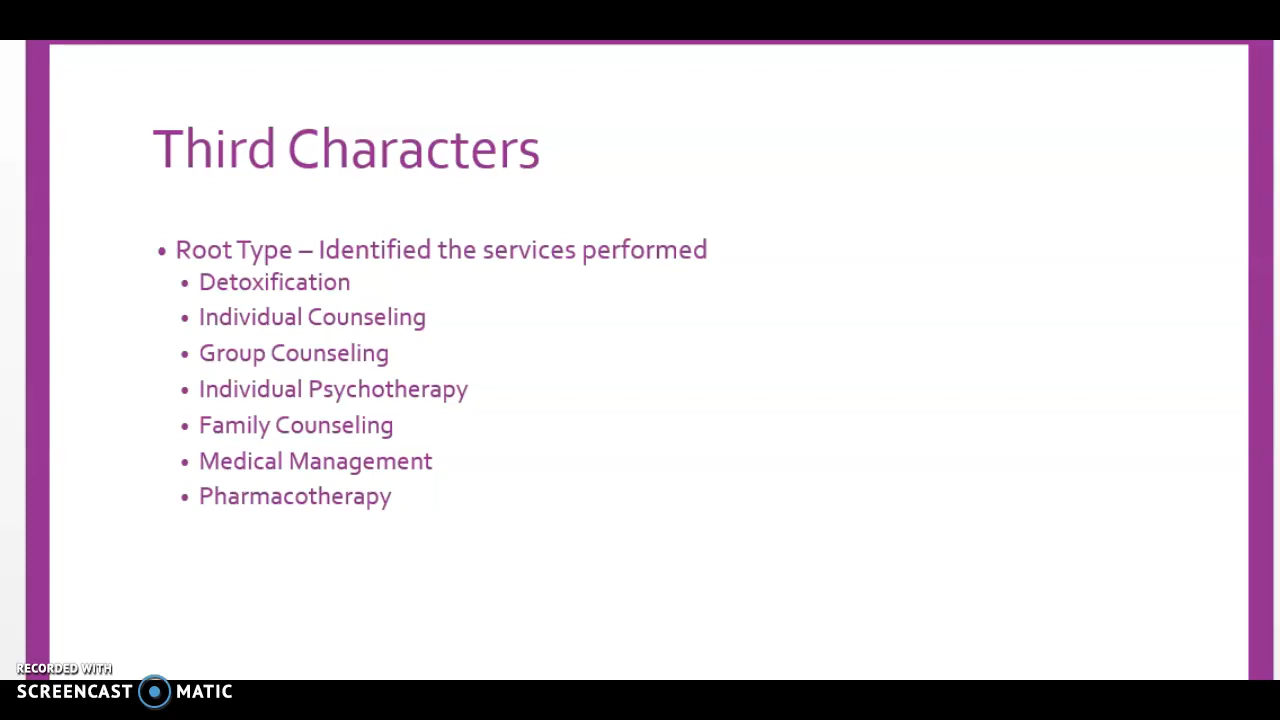 Third Characters
• Root Type – Identified the services performed
• Detoxification
• Individual Counseling
• Group Counseling
• Individual Psychotherapy
• Family Counseling
• Medical Management
• Pharmacotherapy
RECORDED WITH
SCREENCAST MATIC